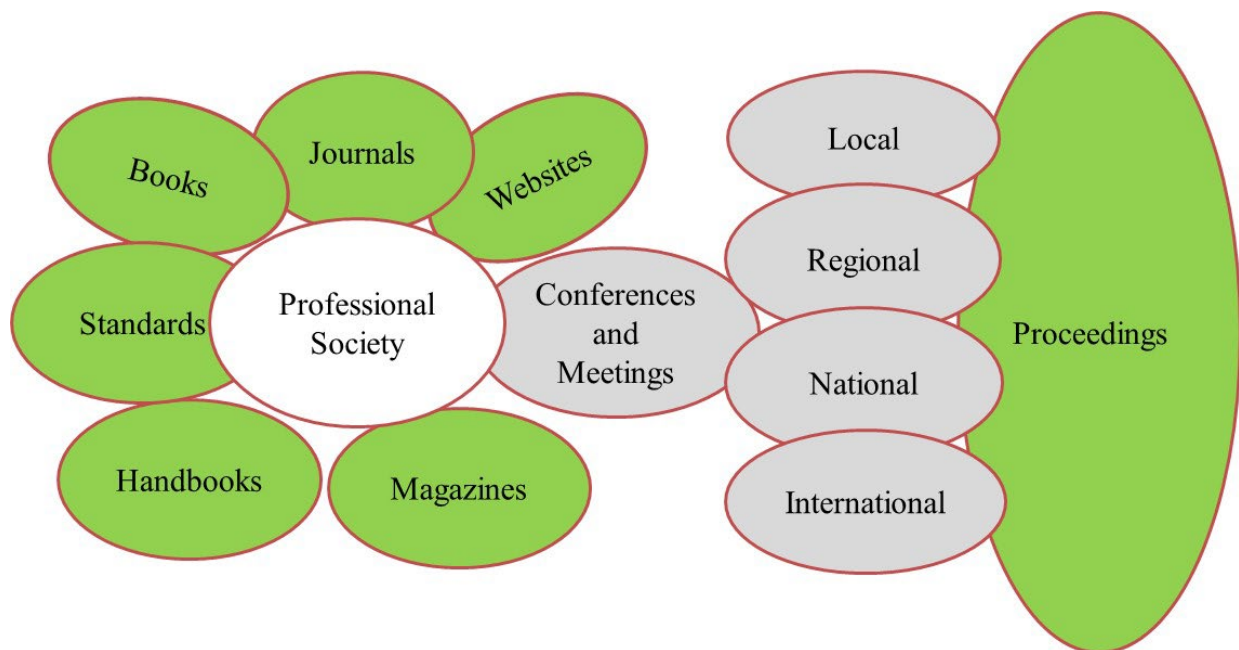 Books
Journals
Websites
Standards
Professional
Society
Handbooks
Magazines
Conferences
and
Meetings
Local
Regional
National
International
Proceedings